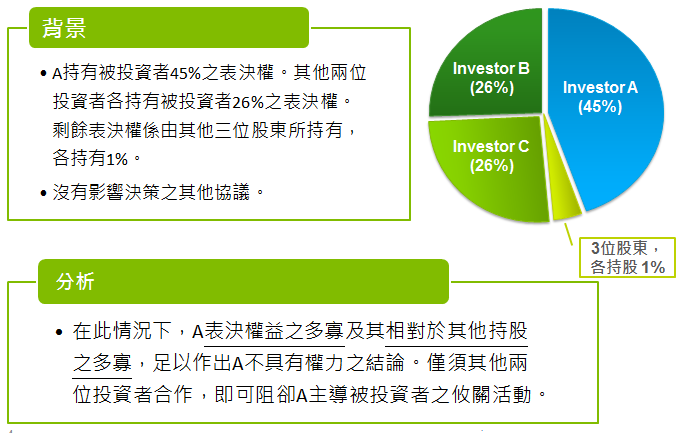 背景
• A持有被投資者45%之表決權。其他兩位
投資者各持有被投資者26%之表決權。
剩餘表決權係由其他三位股東所持有，
各持有1%。
• 沒有影響決策之其他協議。
Investor B
(26%)
Investor A
(45%)
Investor C
(26%)
3位股東，
各持股 1%
分析
• 在此情況下，A表決權益之多寡及其相對於其他持股
之多寡，足以作出A不具有權力之結論。僅須其他兩
位投資者合作，即可阻卻A主導被投資者之攸關活動。